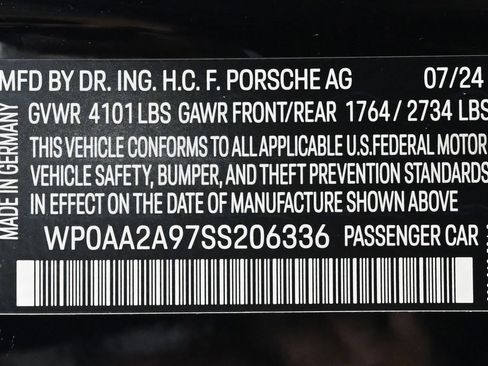 MFD BY DR. ING. H.C. F. PORSCHE AG 07/24
GVWR 4101 LBS GAWR FRONT/REAR 1764 / 2734 LBS
THIS VEHICLE CONFORMS TO ALL APPLICABLE U.S.FEDERAL MOTOR
VEHICLE SAFETY, BUMPER, AND THEFT PREVENTION STANDARDS
IN EFFECT ON THE DATE OF MANUFACTURE SHOWN ABOVE
WP0AA2A97SS206336 PASSENGER CAR
MADE IN GERMANY